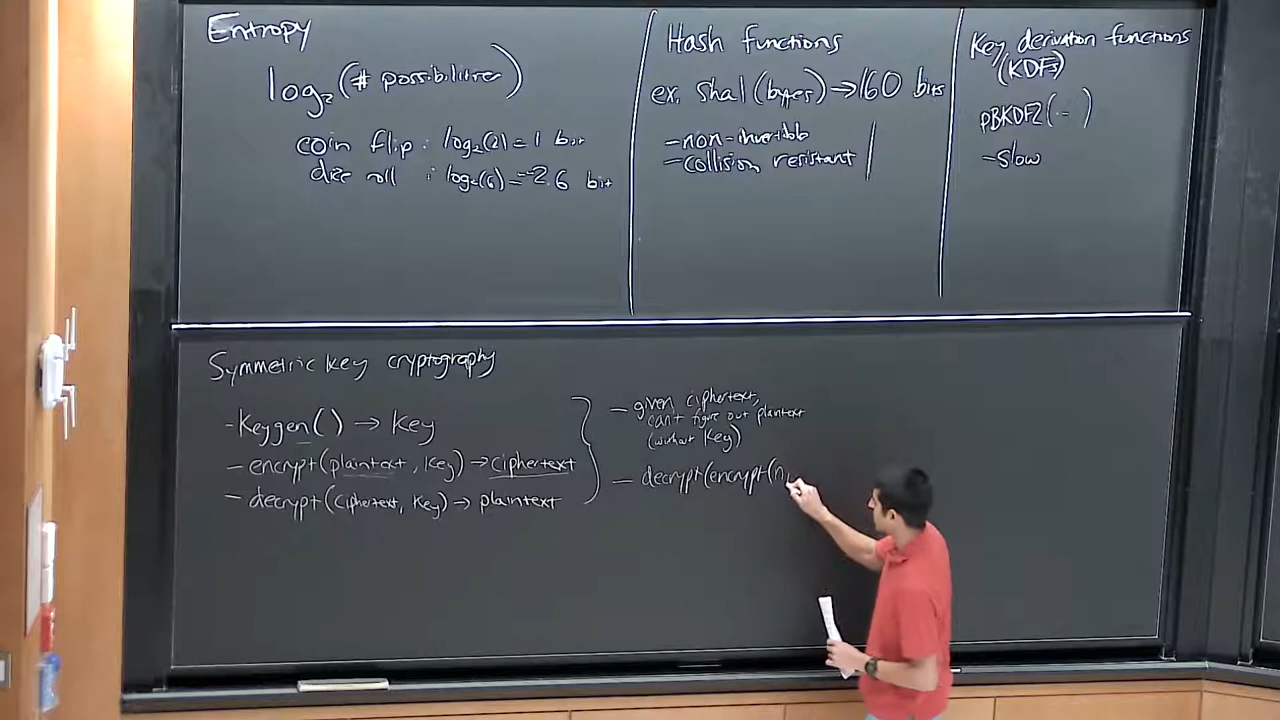 Entropy
log₂(# possibilities)
coin flip : log₂(2) = 1 bit
dice roll : log₂(6) = ~2.6 bit
Hash functions
ex. Sha1(bytes) → 160 bits
- non-invertible
- collision resistant
Key derivation functions
(KDFs)
PBKDF2(...)
- slow
Symmetric key cryptography
- Keygen() → Key
- encrypt(plaintext, key) → ciphertext
- decrypt(ciphertext, key) → plaintext
- given ciphertext,
can't figure out plaintext
(without key)
- decrypt(encrypt(m,